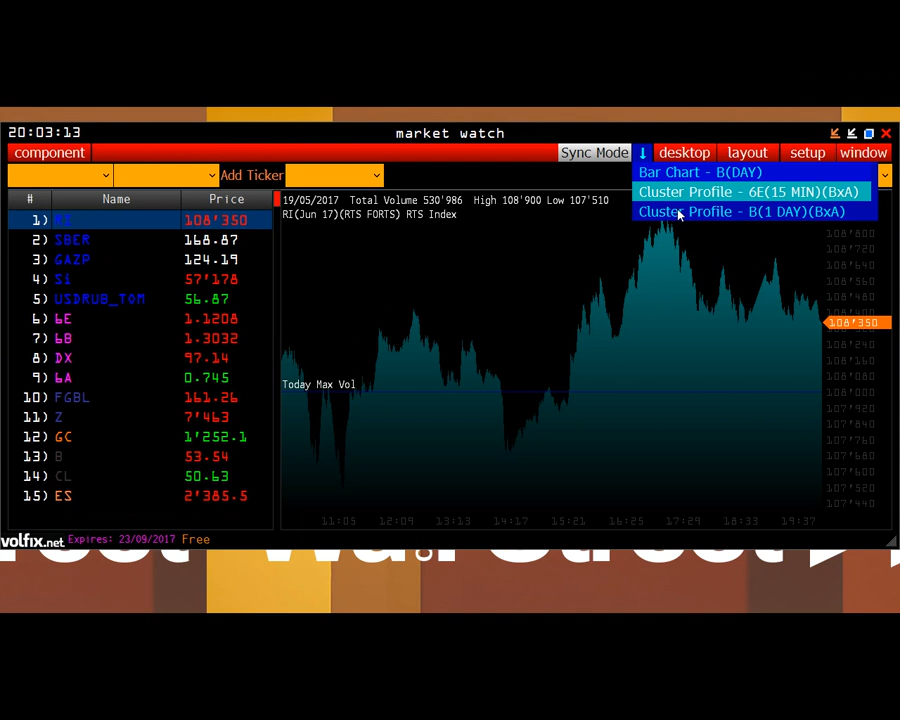 20:03:13
market watch
component
Sync Mode
↓
desktop
layout
setup
window
Add Ticker
Bar Chart - B(DAY)
Cluster Profile - 6E(15 MIN)(BxA)
Cluster Profile - B(1 DAY)(BxA)
# Name Price
1) RI 108'350
2) SBER 168.87
3) GAZP 124.19
4) Si 57'178
5) USDRUB_TOM 56.87
6) 6E 1.1208
7) 6B 1.3032
8) DX 97.14
9) 6A 0.745
10) FGBL 161.26
11) Z 7'463
12) GC 1'252.1
13) B 53.54
14) CL 50.63
15) ES 2'385.5
19/05/2017 Total Volume 530'986 High 108'900 Low 107'510
RI(Jun 17)(RTS FORTS) RTS Index
Today Max Vol
108'800
108'720
108'640
108'560
108'480
108'400
108'350
108'240
108'160
108'080
108'000
107'920
107'840
107'760
107'680
107'600
107'520
107'440
11:05 12:09 13:13 14:17 15:21 16:25 17:29 18:33 19:37
volfix.net Expires: 23/09/2017 Free